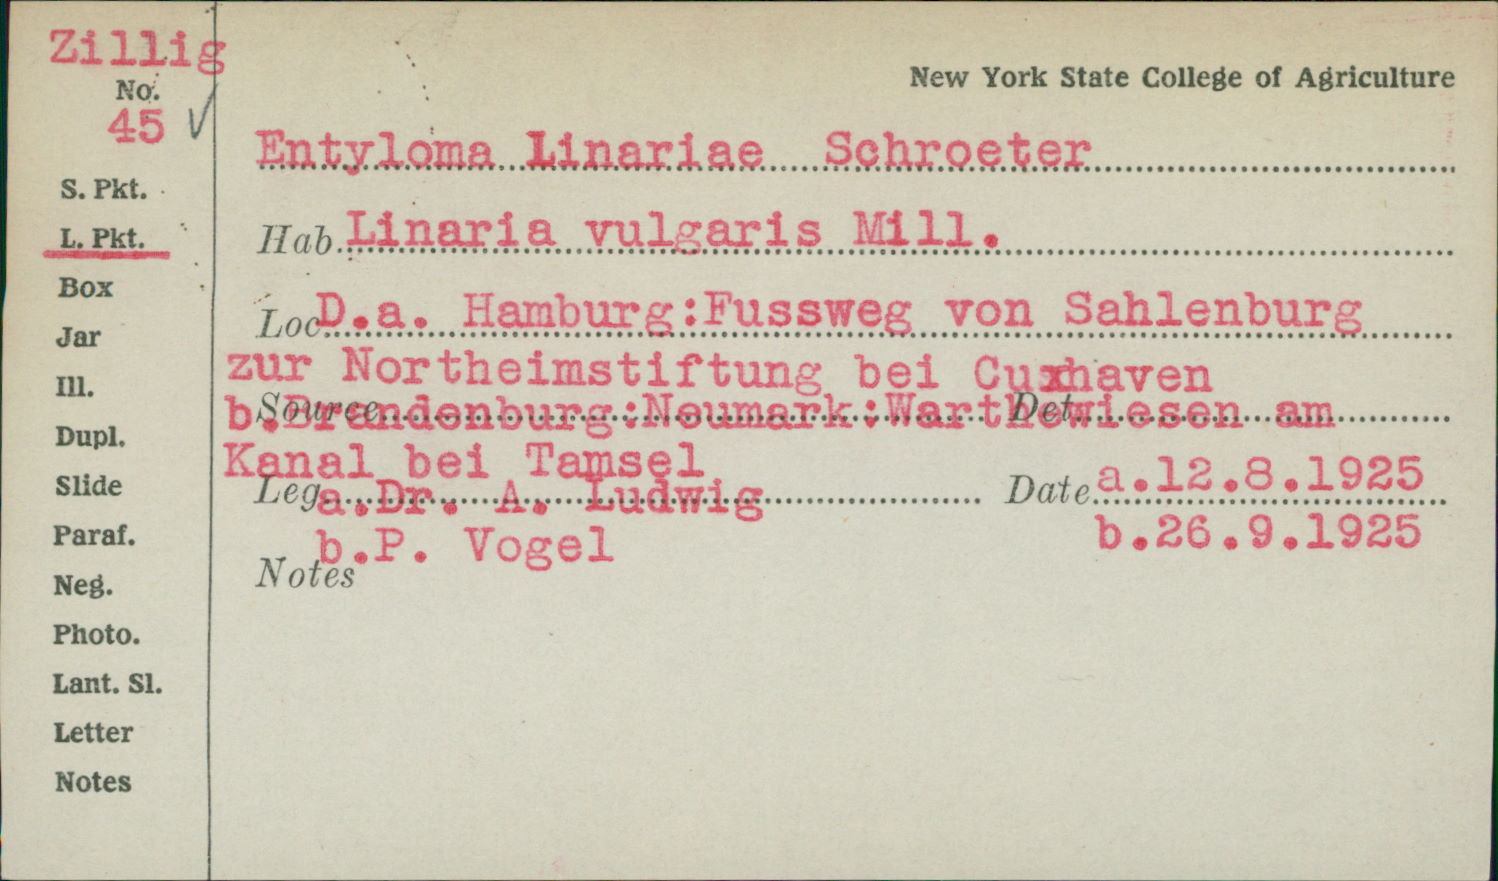 Zillig
No.
45 ✓
New York State College of Agriculture
Entyloma Linariae Schroeter
S. Pkt.
L. Pkt.
Hab. Linaria vulgaris Mill.
Box
Loc D.a. Hamburg:Fussweg von Sahlenburg
Jar
zur Northeimstiftung bei Cuxhaven
Ill.
Source b.Brandenburg:Neumark:Warthewiesen am Det.
Dupl.
Kanal bei Tamsel
Slide
Leg. a.Dr. A. Ludwig Date a.12.8.1925
Paraf.
b.P. Vogel b.26.9.1925
Notes
Neg.
Photo.
Lant. Sl.
Letter
Notes